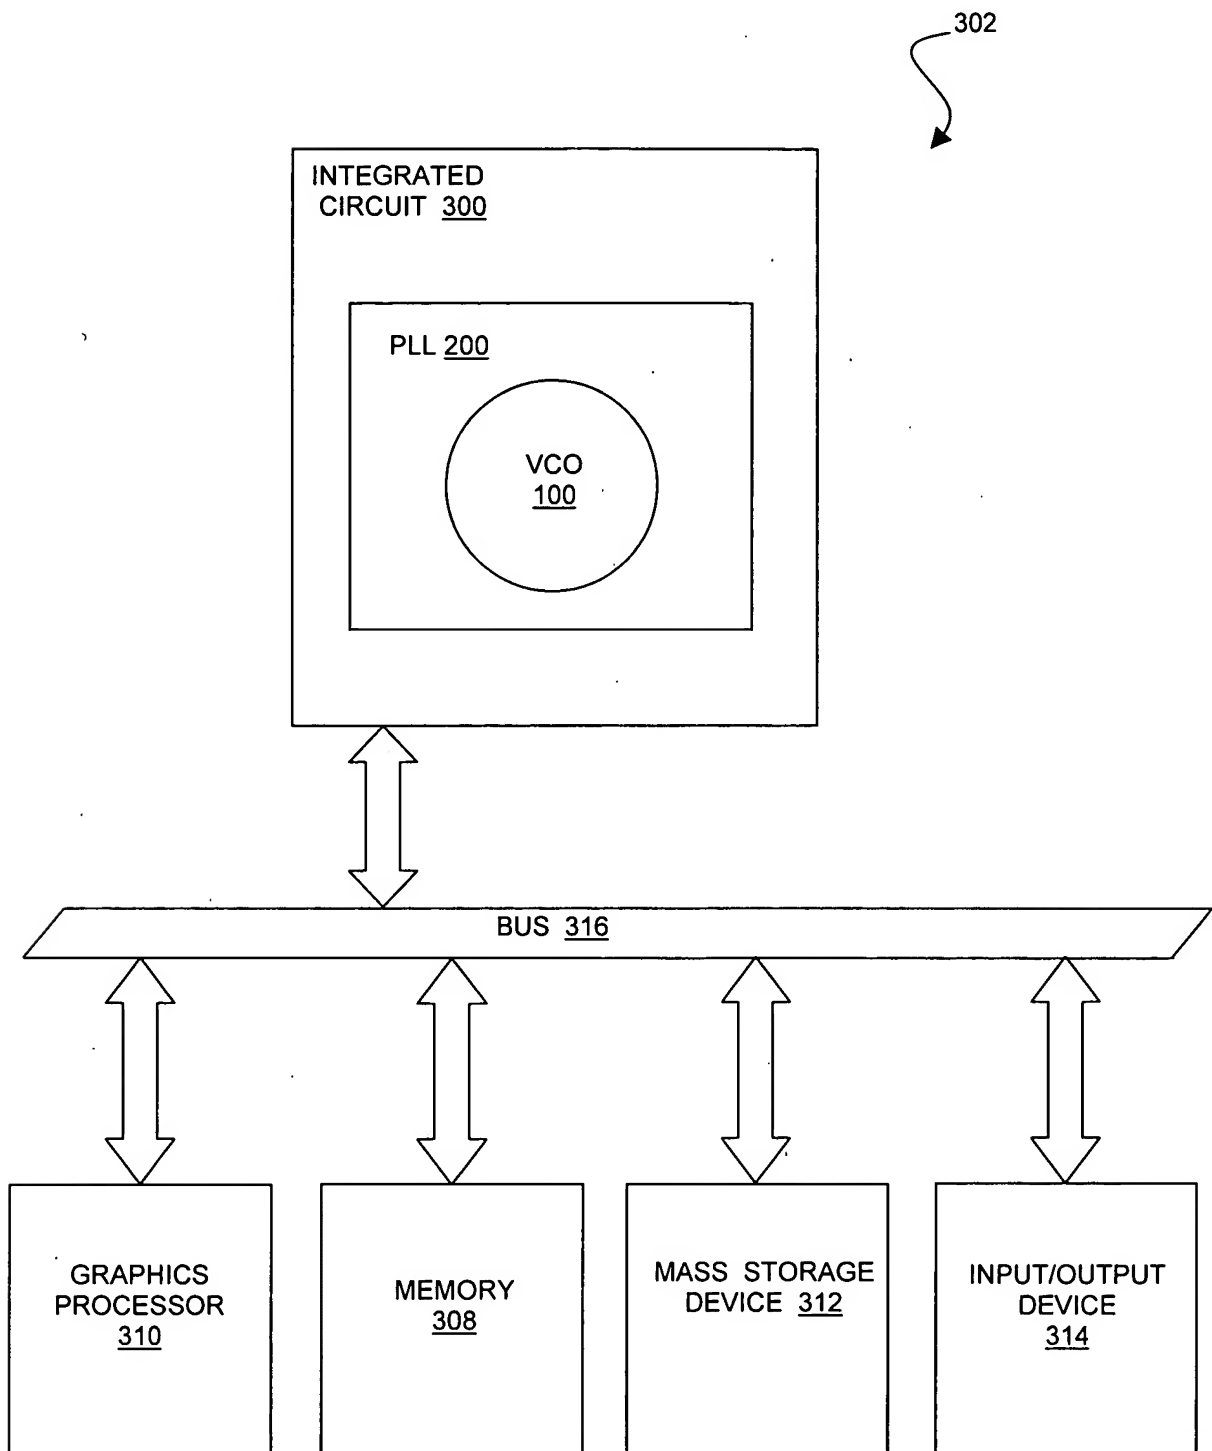 302
INTEGRATED
CIRCUIT 300
PLL 200
VCO
100
BUS 316
GRAPHICS
PROCESSOR
310
MEMORY
308
MASS STORAGE
DEVICE 312
INPUT/OUTPUT
DEVICE
314